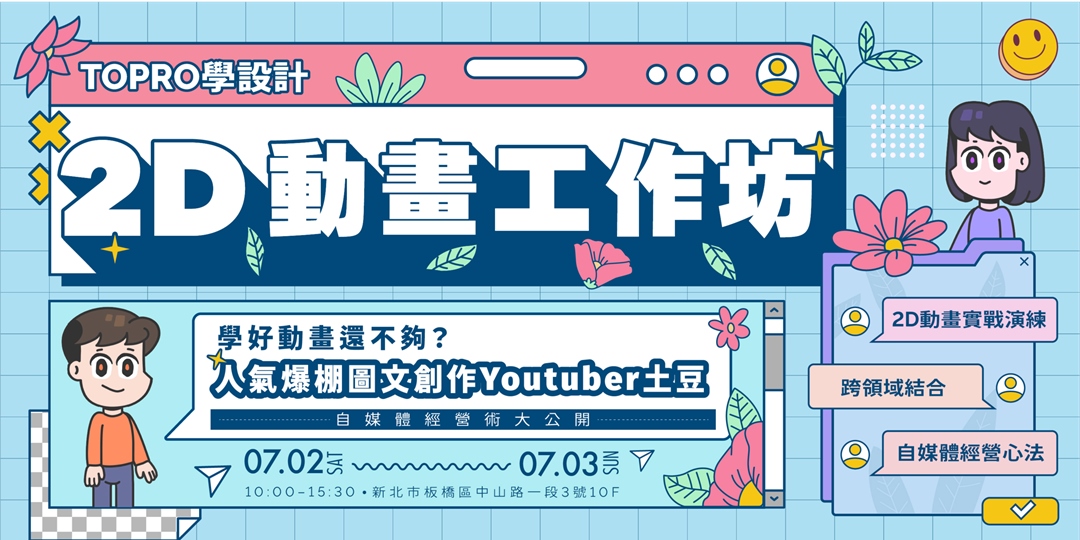 TOPRO學設計
2D動畫工作坊
學好動畫還不夠？
人氣爆棚圖文創作Youtuber土豆
自媒體經營術大公開
07.02 SAT 07.03 SUN
10:00-15:30•新北市板橋區中山路一段3號10F
2D動畫實戰演練
跨領域結合
自媒體經營心法